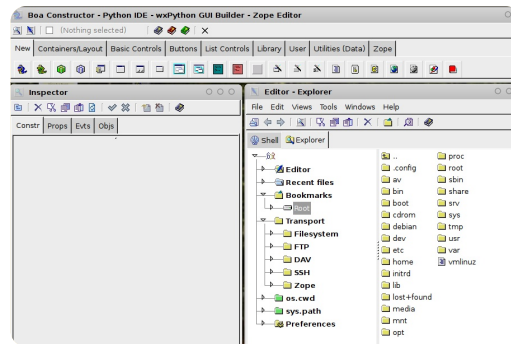 Boa Constructor - Python IDE - wxPython GUI Builder - Zope Editor
(Nothing selected)
New Containers/Layout Basic Controls Buttons List Controls Library User Utilities (Data) Zope
Inspector
Constr Props Evts Objs
Editor - Explorer
File Edit Views Tools Windows Help
Shell Explorer
Editor
Recent files
Bookmarks
Root
Transport
Filesystem
FTP
DAV
SSH
Zope
os.cwd
sys.path
Preferences
..
.config
av
bin
boot
cdrom
debian
dev
etc
home
initrd
lib
lost+found
media
mnt
opt
proc
root
sbin
share
srv
sys
tmp
usr
var
vmlinuz